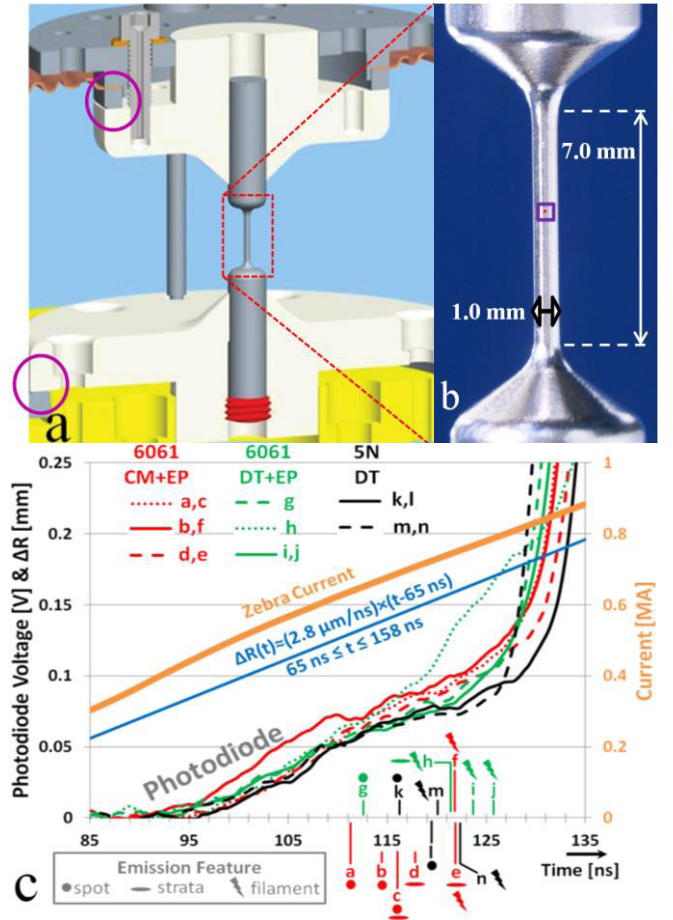 7.0 mm
1.0 mm
a
b
6061 6061 5N
CM+EP DT+EP DT
a,c g k,l
b,f h m,n
d,e i,j
Photodiode Voltage [V] & ΔR [mm]
0.25
0.2
0.15
0.1
0.05
0
Zebra Current
ΔR(t)≈(2.8 μm/ns)×(t-65 ns)
65 ns ≤ t ≤ 158 ns
Photodiode
1
0.8
0.6
0.4
0.2
0
Current [MA]
f
h
g k m i j
85 95 105 115 125 135
a b d e n
c
Time [ns]
Emission Feature
spot strata filament
c